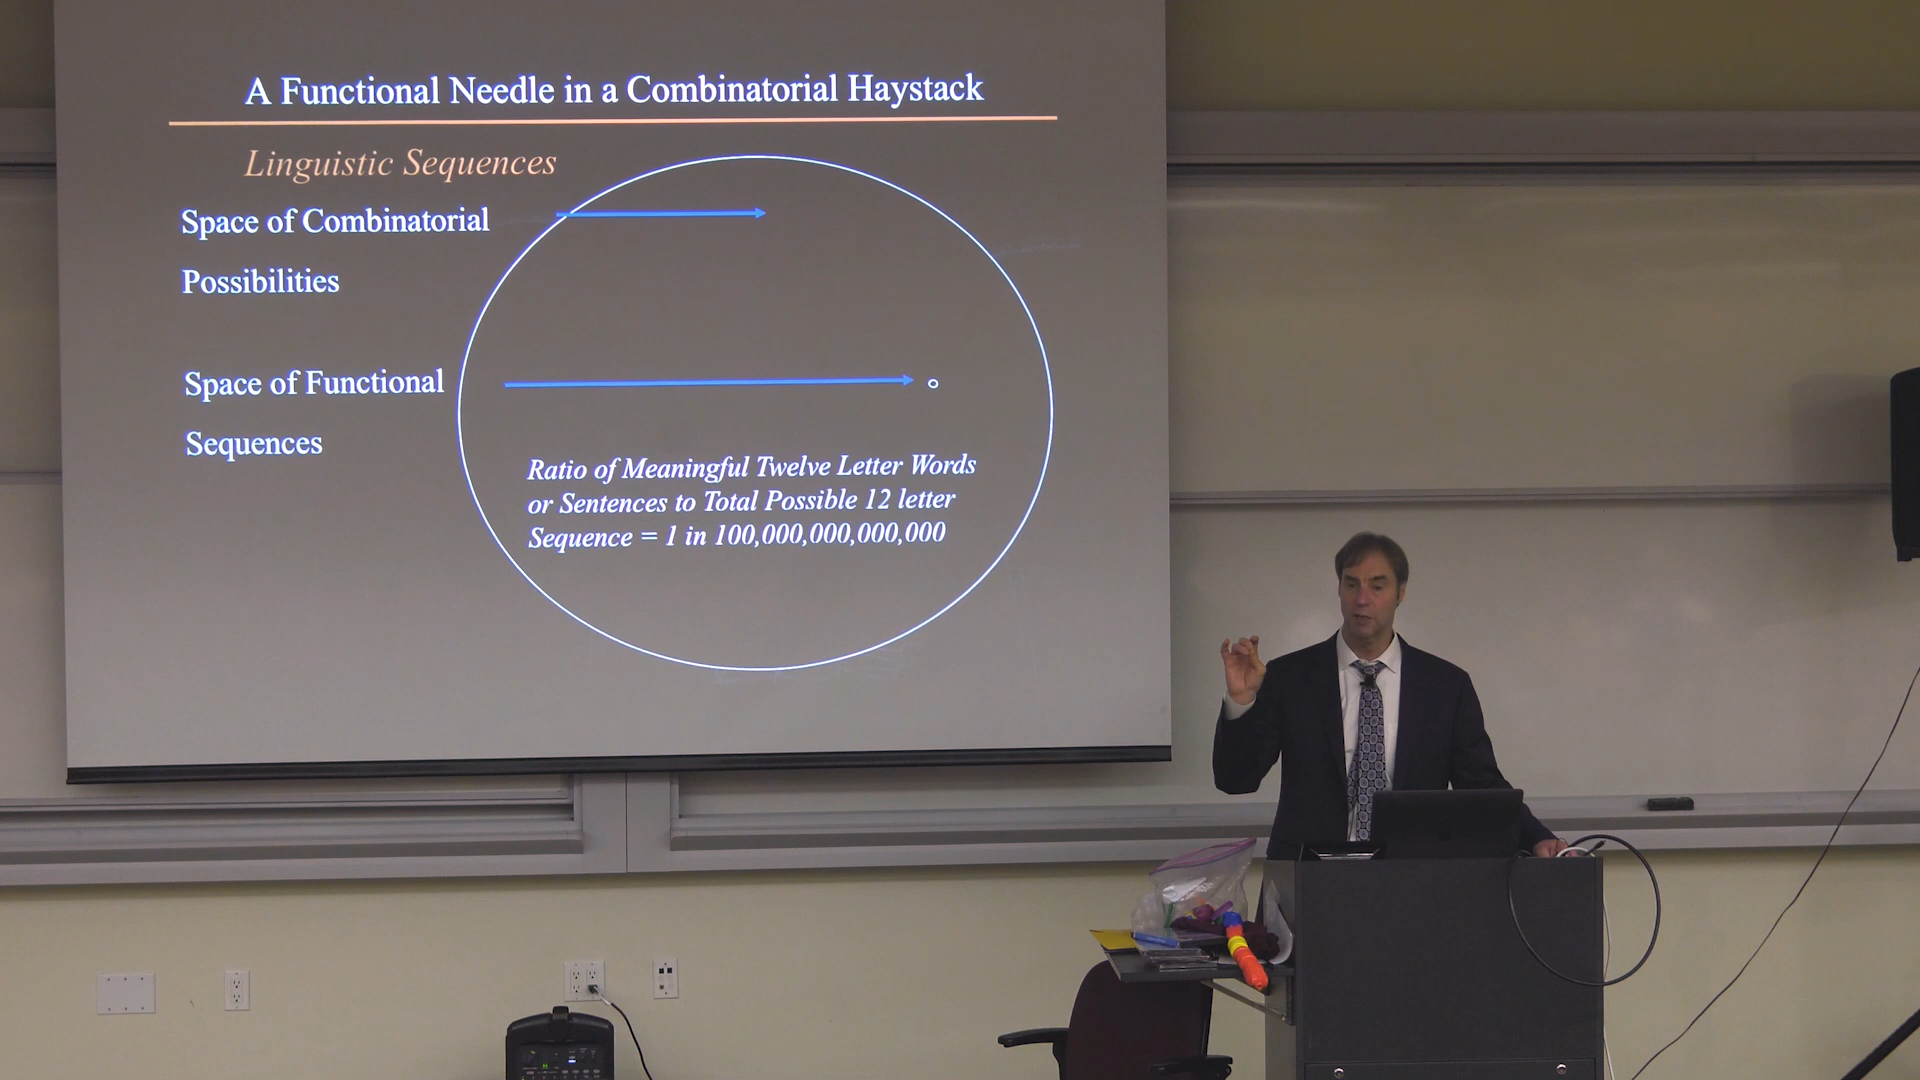 A Functional Needle in a Combinatorial Haystack
Linguistic Sequences
Space of Combinatorial
Possibilities
Space of Functional
Sequences
Ratio of Meaningful Twelve Letter Words
or Sentences to Total Possible 12 letter
Sequence = 1 in 100,000,000,000,000